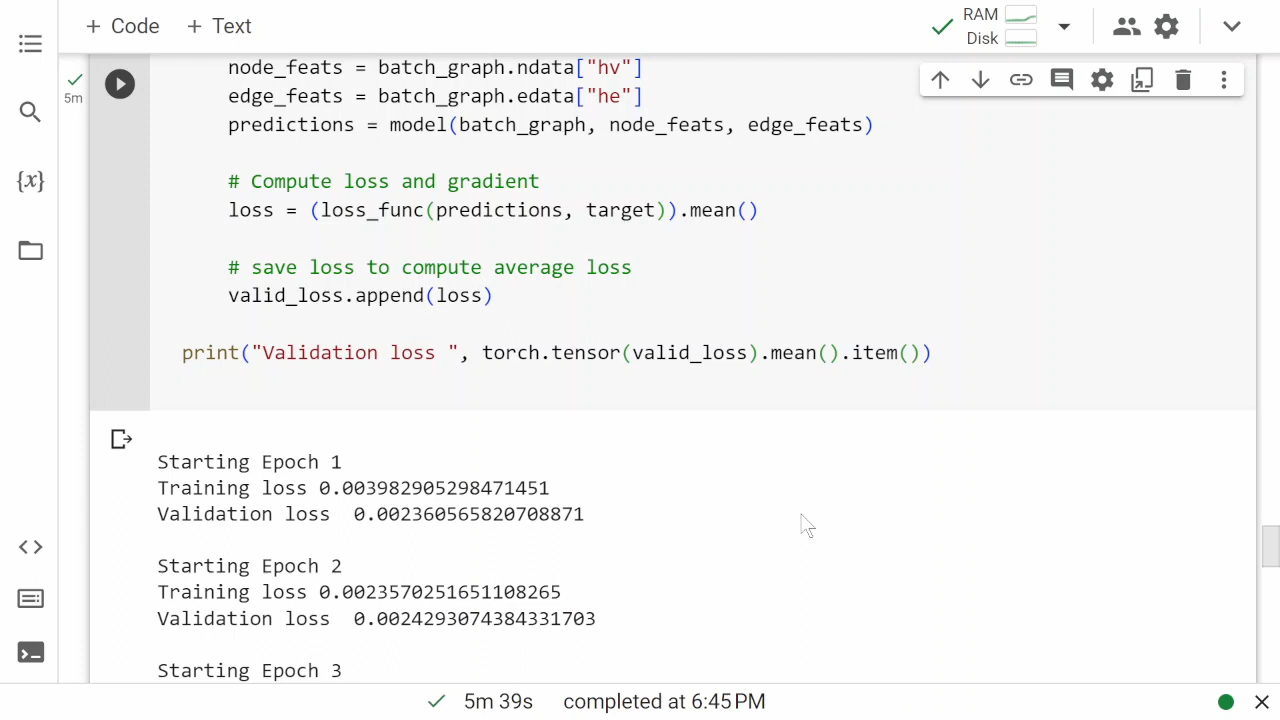 + Code + Text
RAM
Disk
{x}
5m
node_feats = batch_graph.ndata["hv"]
edge_feats = batch_graph.edata["he"]
predictions = model(batch_graph, node_feats, edge_feats)
# Compute loss and gradient
loss = (loss_func(predictions, target)).mean()
# save loss to compute average loss
valid_loss.append(loss)
print("Validation loss ", torch.tensor(valid_loss).mean().item())
Starting Epoch 1
Training loss 0.003982905298471451
Validation loss  0.0023605658207088​71
Starting Epoch 2
Training loss 0.0023570251651108265
Validation loss  0.0024293074384331703
Starting Epoch 3
5m 39s completed at 6:45 PM